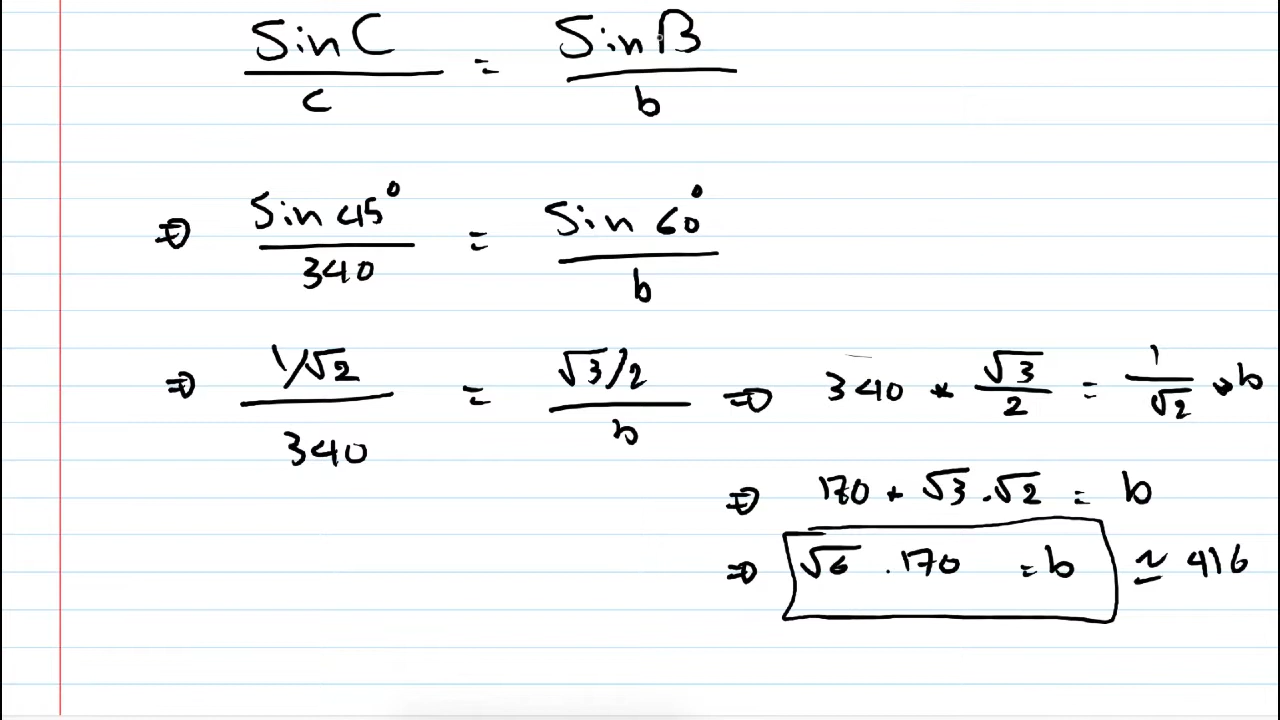 Sin C / c = Sin B / b
⇒ Sin 45° / 340 = Sin 60° / b
⇒ 1/√2 / 340 = √3/2 / b ⇒ 340 * √3 / 2 = 1 / √2 * b
⇒ 170 * √3 . √2 = b
⇒ √6 . 170 = b ≃ 416